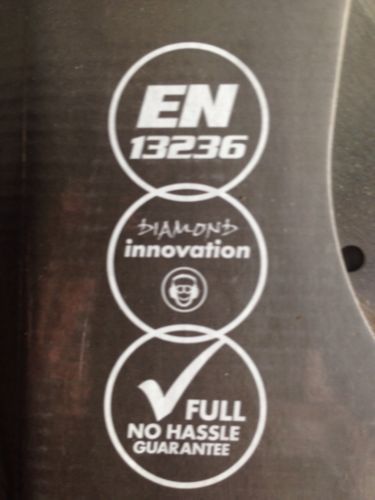 EN
13236
DIAMOND
innovation
FULL
NO HASSLE
GUARANTEE